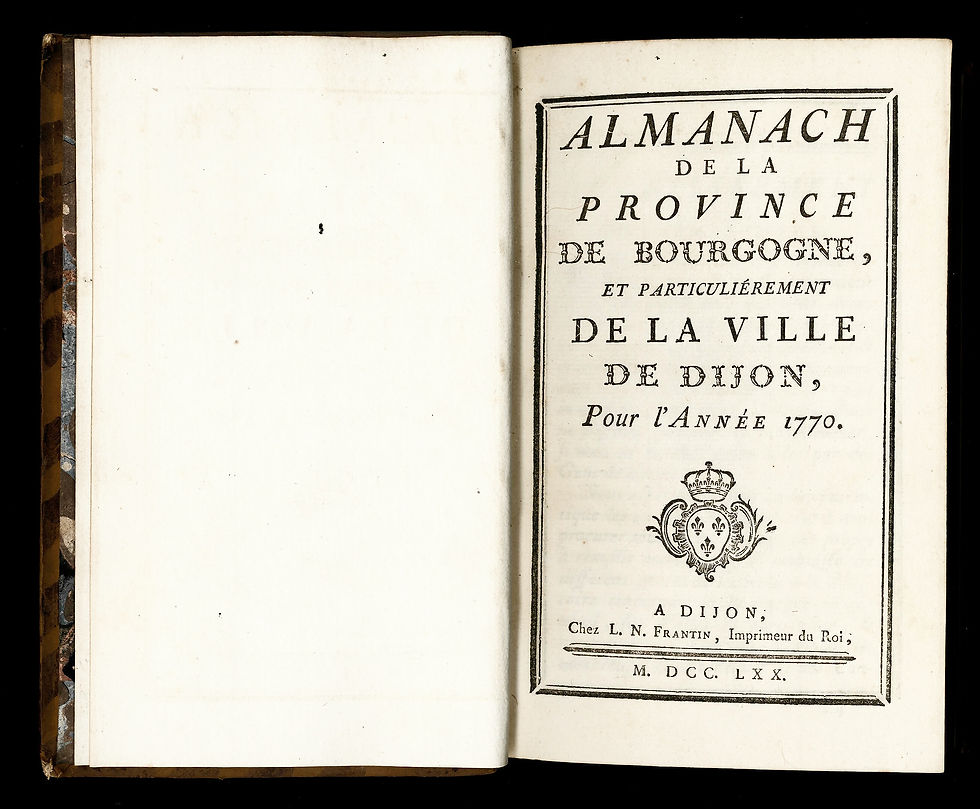 ALMANACH
DE LA
PROVINCE
DE BOURGOGNE,
ET PARTICULIÉREMENT
DE LA VILLE
DE DIJON,
Pour l'ANNÉE 1770.
A DIJON,
Chez L. N. FRANTIN, Imprimeur du Roi,
M. DCC. LXX.